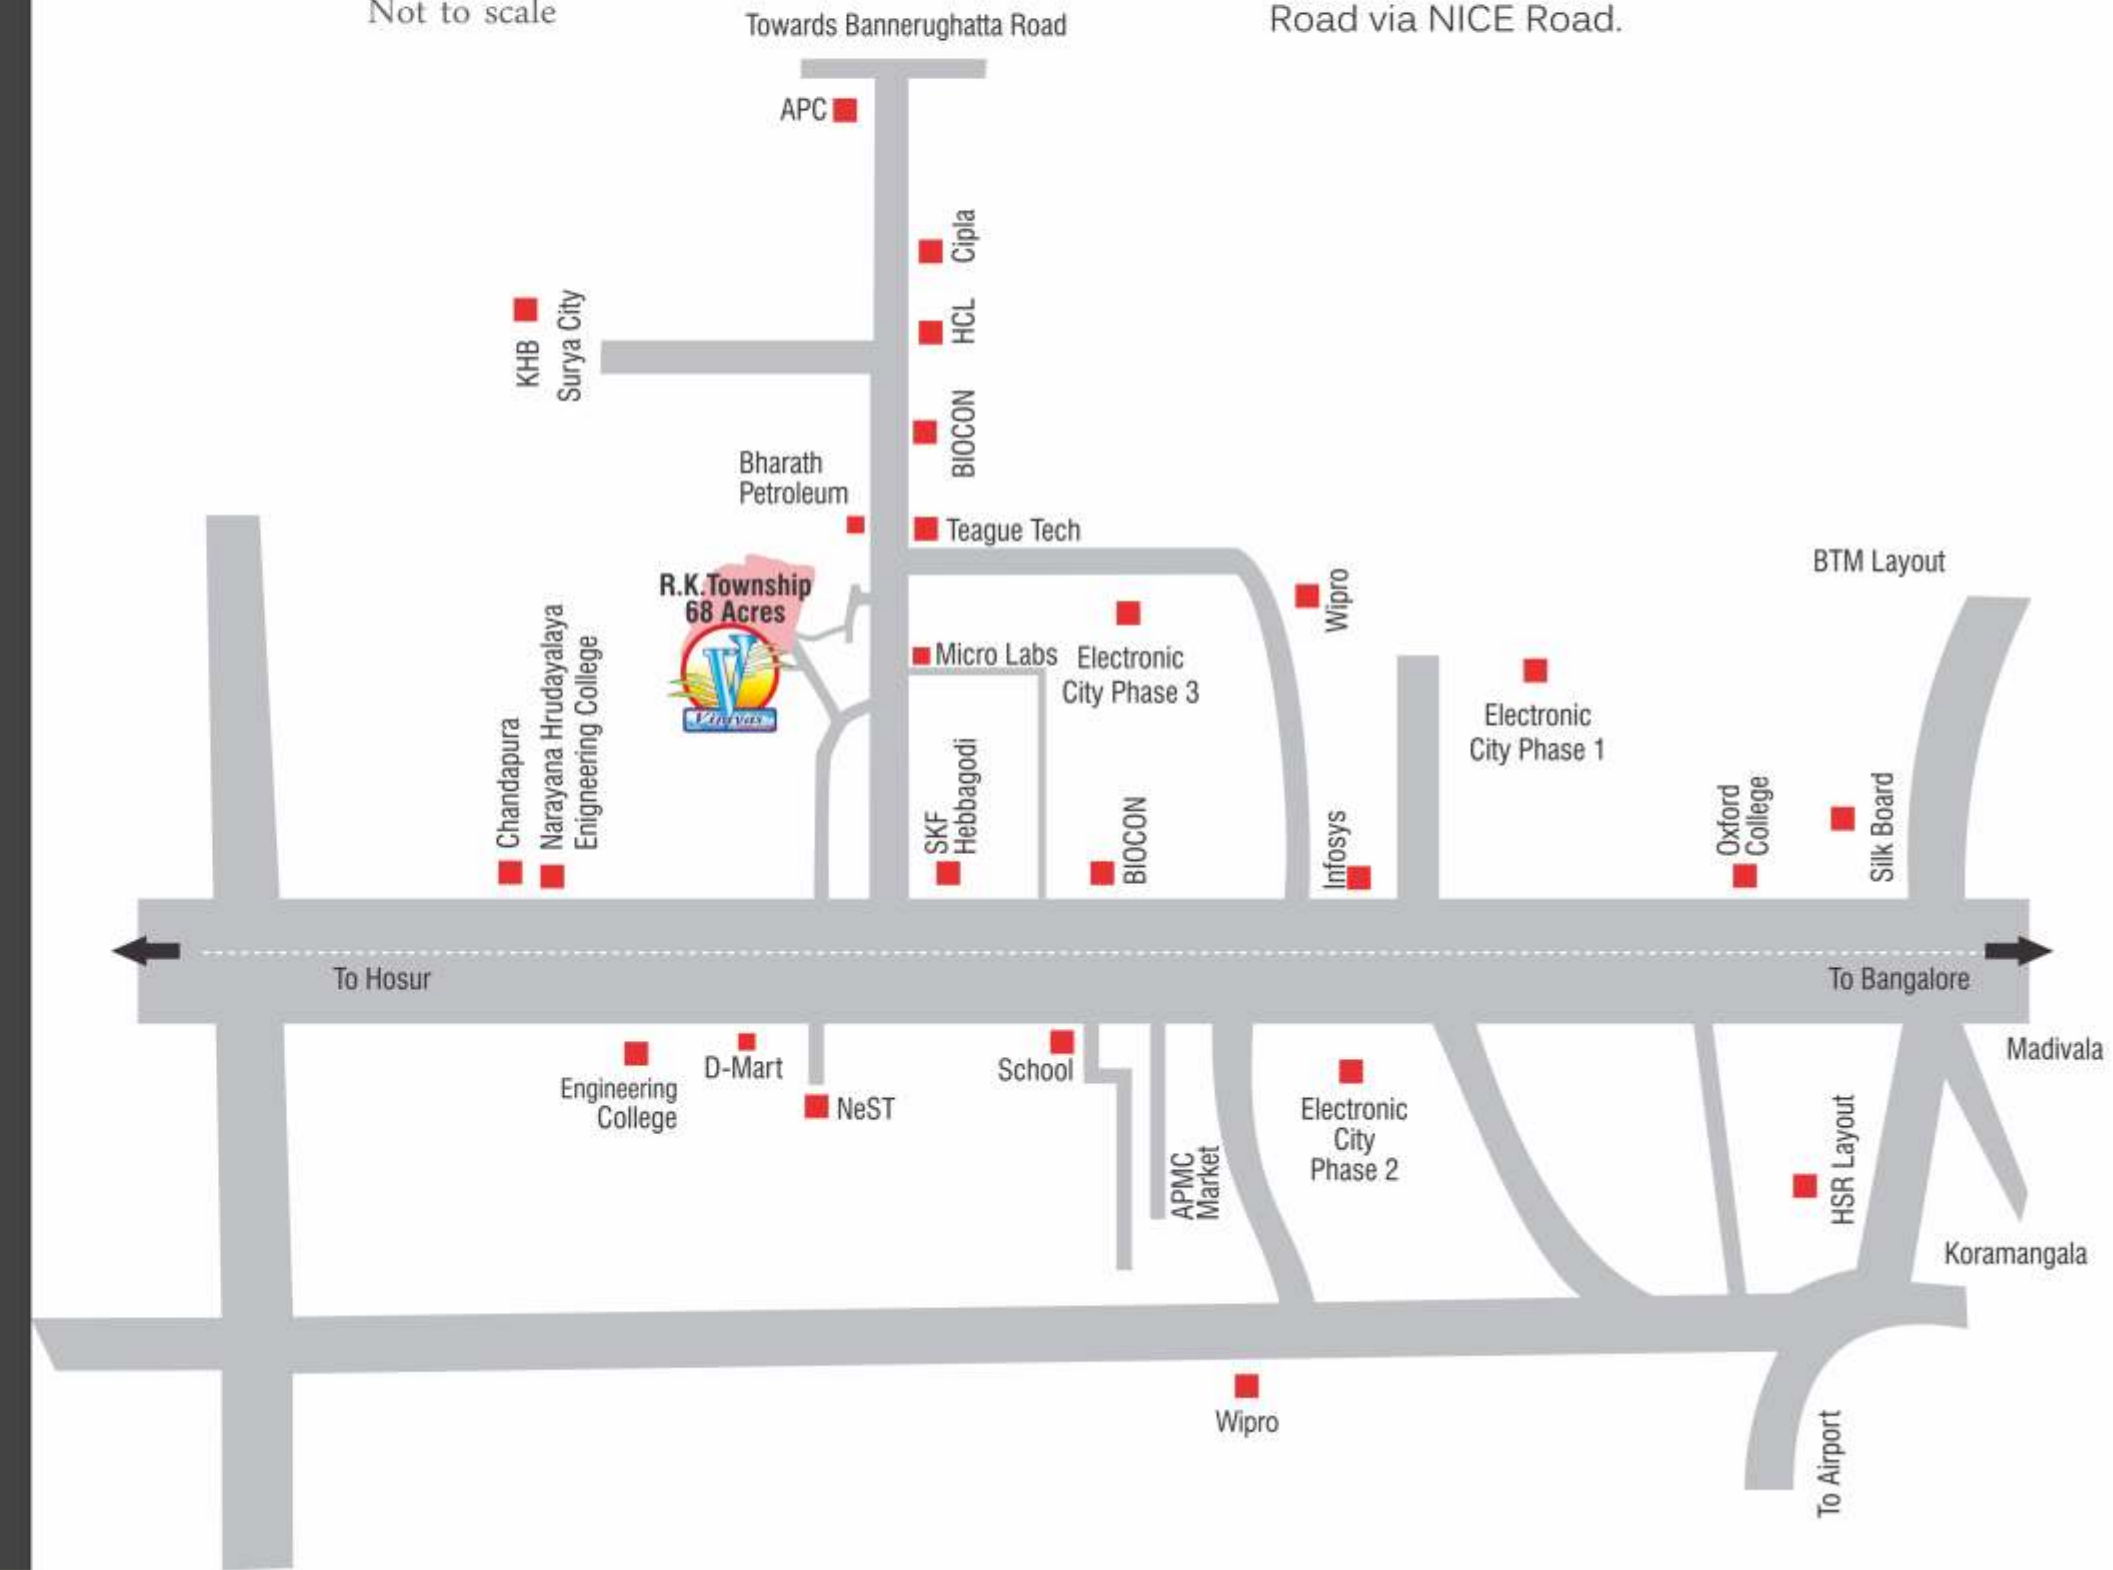 Not to scale
Towards Bannerughatta Road
Road via NICE Road.
APC
Cipla
HCL
KHB
Surya City
BIOCON
Bharath
Petroleum
Teague Tech
R.K.Township
68 Acres
Vinyas
Micro Labs
Electronic
City Phase 3
Wipro
BTM Layout
Electronic
City Phase 1
Chandapura
Narayana Hrudayalaya
Enigneering College
SKF
Hebbagodi
BIOCON
Infosys
Oxford
College
Silk Board
To Hosur
To Bangalore
Engineering
College
D-Mart
NeST
School
APMC
Market
Electronic
City
Phase 2
HSR Layout
Madivala
Koramangala
Wipro
To Airport